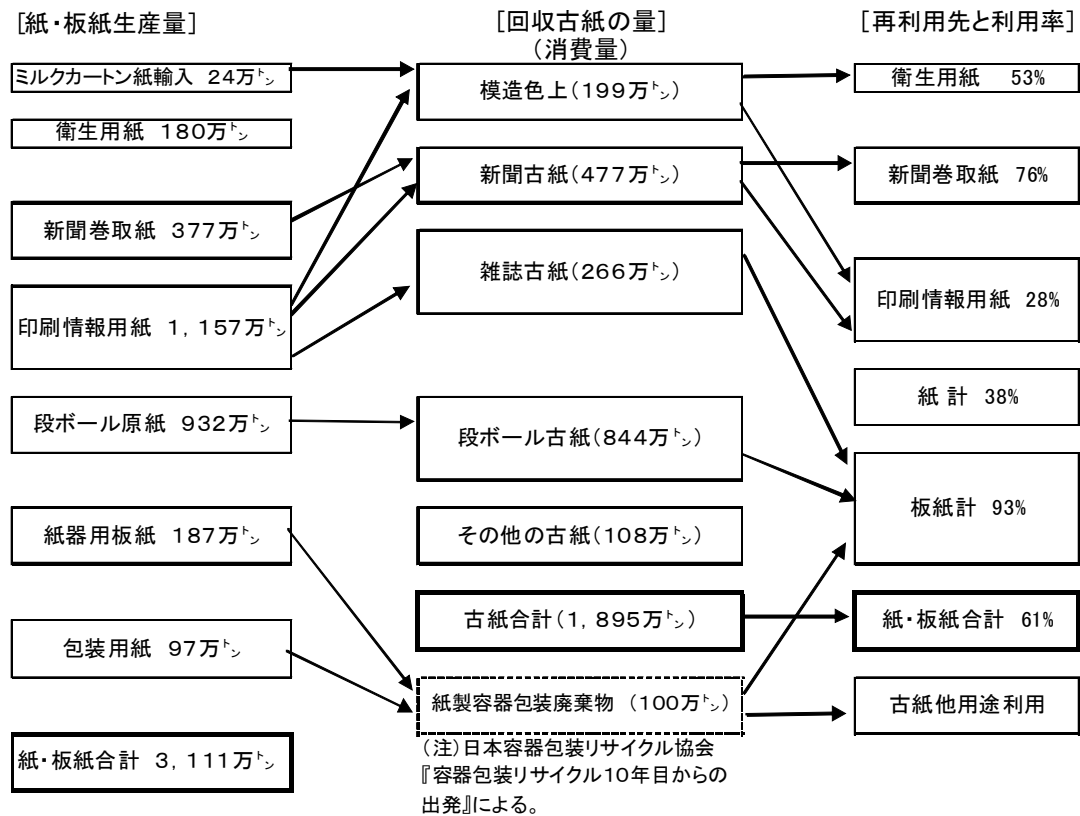 [紙・板紙生産量]
ミルクカートン紙輸入 24万㌧
衛生用紙 180万㌧
新聞巻取紙 377万㌧
印刷情報用紙 1,157万㌧
段ボール原紙 932万㌧
紙器用板紙 187万㌧
包装用紙 97万㌧
紙・板紙合計 3,111万㌧
[回収古紙の量]
(消費量)
模造色上(199万㌧)
新聞古紙(477万㌧)
雑誌古紙(266万㌧)
段ボール古紙(844万㌧)
その他の古紙(108万㌧)
古紙合計(1,895万㌧)
紙製容器包装廃棄物 (100万㌧)
(注)日本容器包装リサイクル協会
『容器包装リサイクル10年目からの
出発』による。
[再利用先と利用率]
衛生用紙 53%
新聞巻取紙 76%
印刷情報用紙 28%
紙 計 38%
板紙計 93%
紙・板紙合計 61%
古紙他用途利用